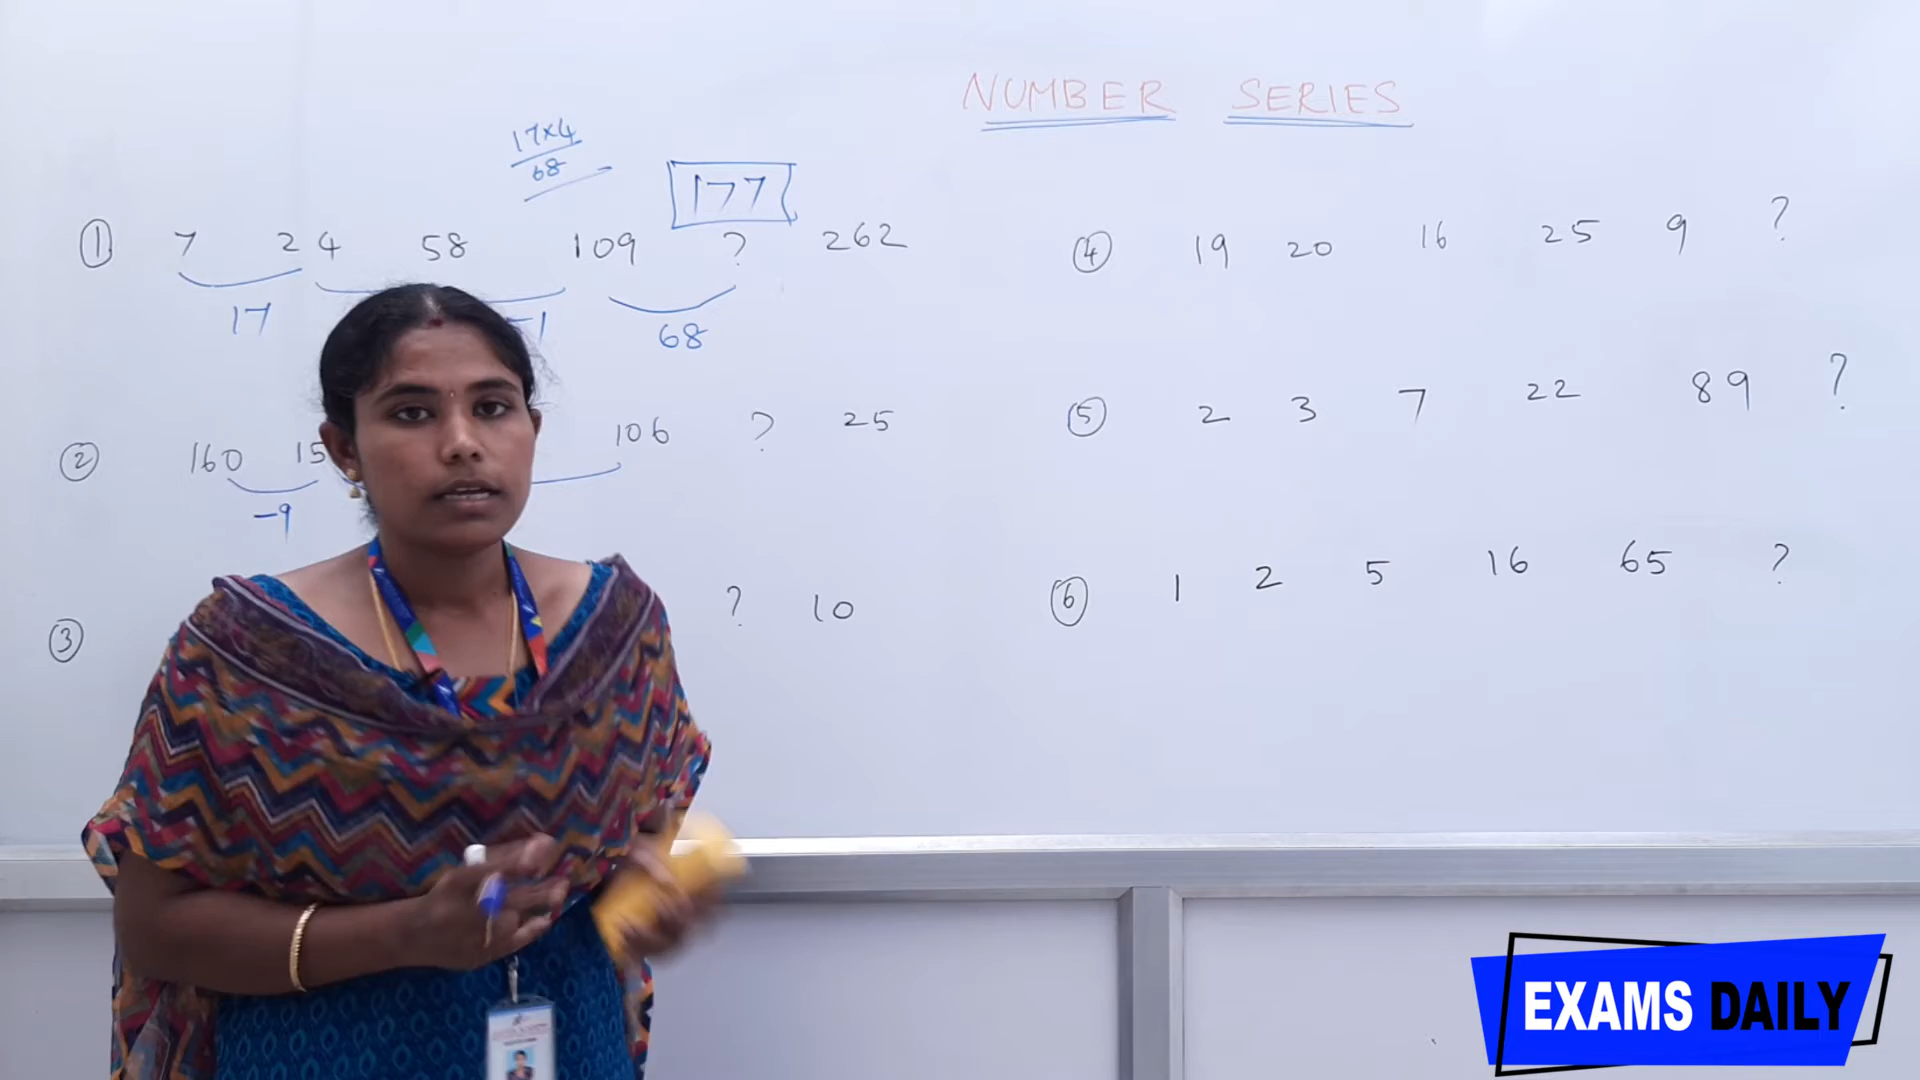 NUMBER SERIES
17×4
68
177
① 7 24 58 109 ? 262
17 68
② 160 15 106 ? 25
-9
③ ? 10
④ 19 20 16 25 9 ?
⑤ 2 3 7 22 89 ?
⑥ 1 2 5 16 65 ?
EXAMS DAILY